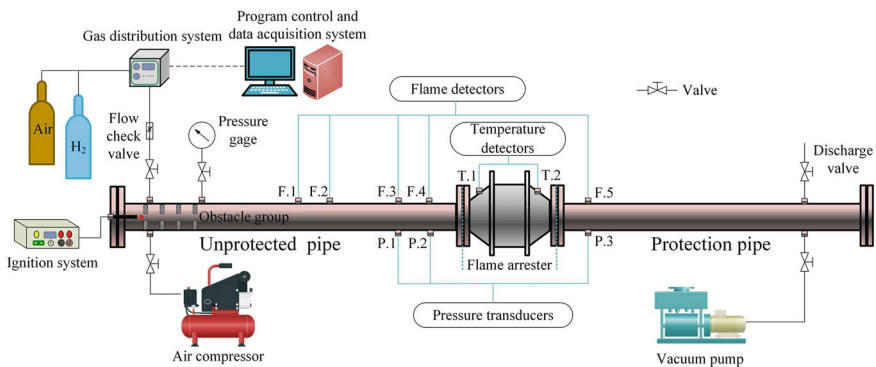 Program control and
data acquisition system
Gas distribution system
Flame detectors
Valve
Air
H2
Flow
check
valve
Pressure
gage
Temperature
detectors
Discharge
valve
T.1
T.2
F.1
F.2
F.3
F.4
F.5
Obstacle group
Ignition system
Unprotected pipe
P.1
P.2
Flame arrester
P.3
Protection pipe
Pressure transducers
Air compressor
Vacuum pump